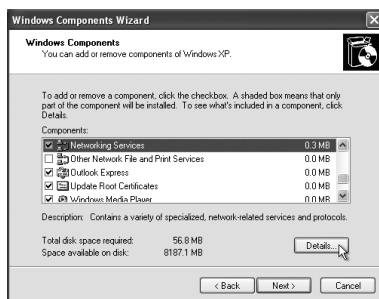 Windows Components Wizard
Windows Components
You can add or remove components of Windows XP.
To add or remove a component, click the checkbox. A shaded box means that only
part of the component will be installed. To see what's included in a component, click
Details.
Components:
Networking Services 0.3 MB
Other Network File and Print Services 0.0 MB
Outlook Express 0.0 MB
Update Root Certificates 0.0 MB
Windows Media Player 0.0 MB
Description: Contains a variety of specialized, network-related services and protocols.
Total disk space required: 56.8 MB
Space available on disk: 8187.1 MB
Details...
< Back Next > Cancel